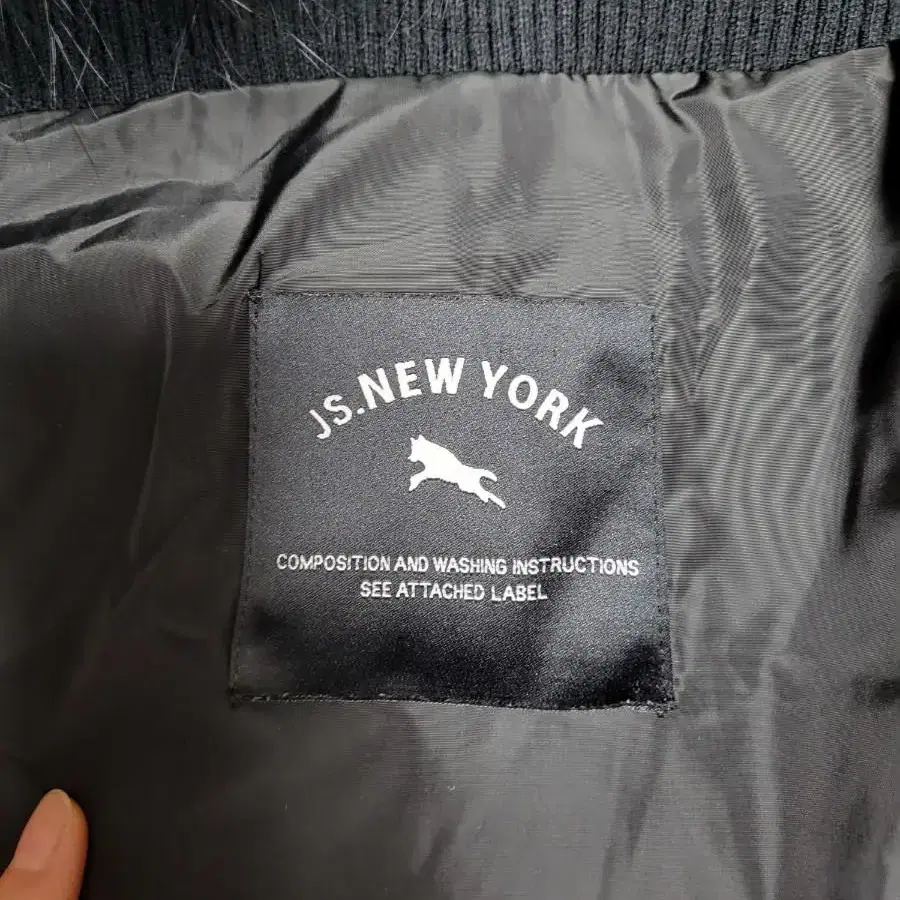 JS.NEW YORK
COMPOSITION AND WASHING INSTRUCTIONS
SEE ATTACHED LABEL